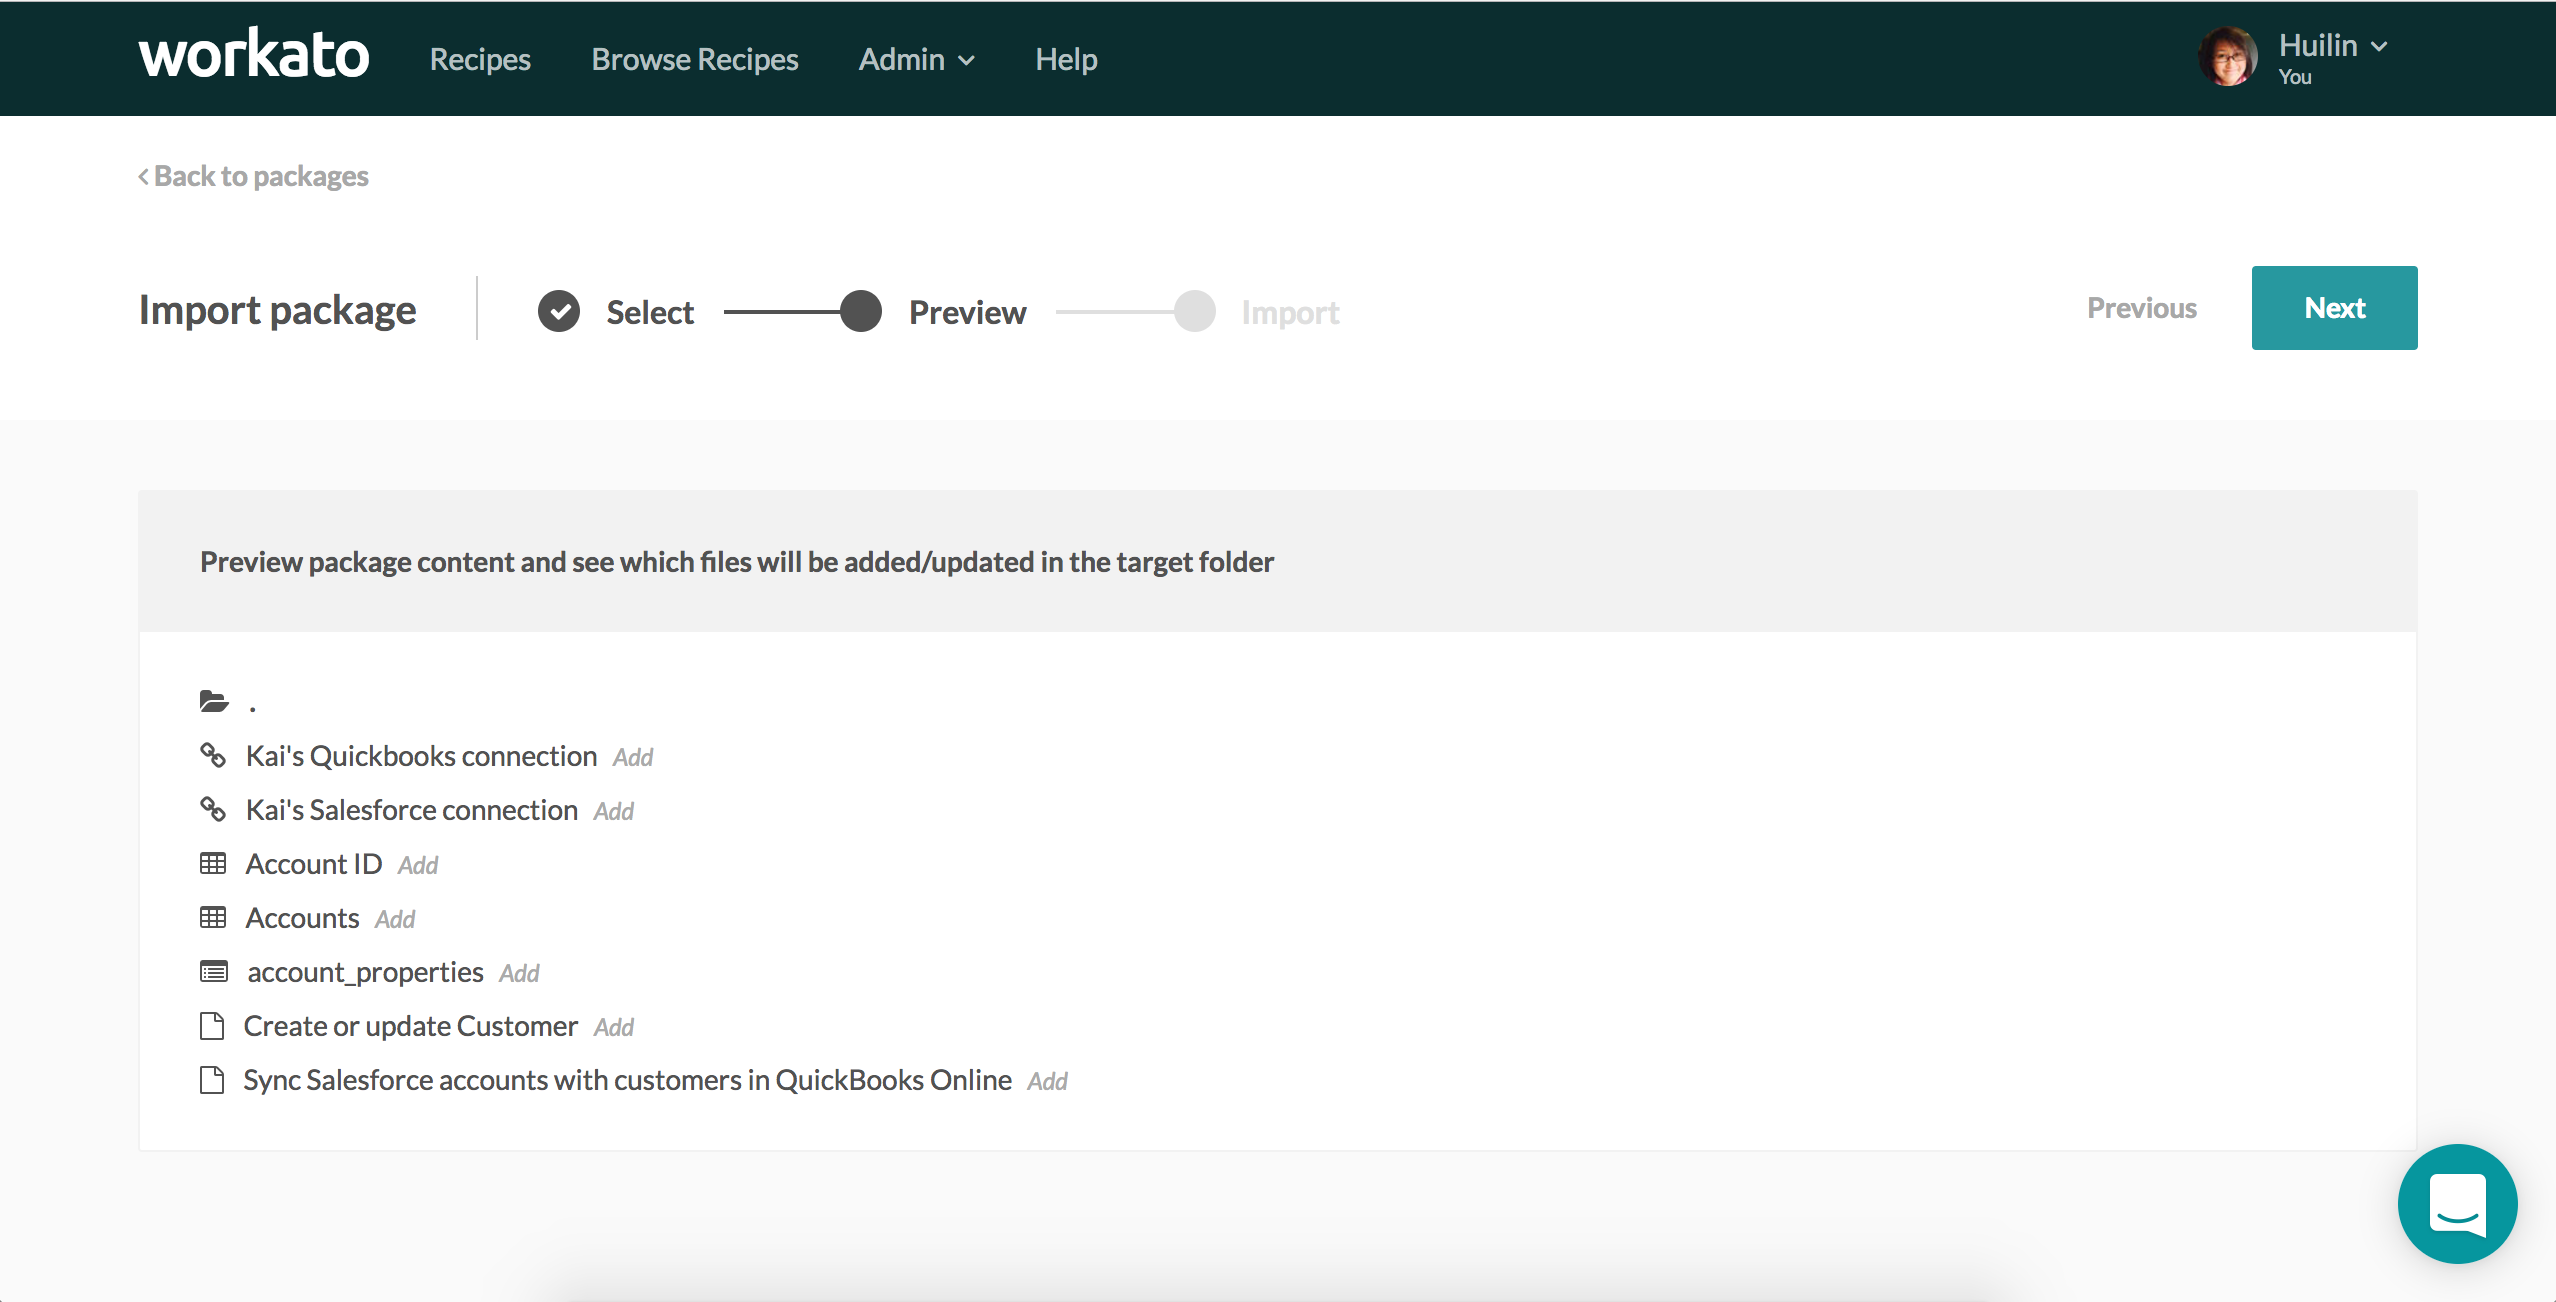 workato Recipes Browse Recipes Admin Help Huilin
You
Back to packages
Import package Select Preview Import Previous Next
Preview package content and see which files will be added/updated in the target folder
.
Kai's Quickbooks connection Add
Kai's Salesforce connection Add
Account ID Add
Accounts Add
account_properties Add
Create or update Customer Add
Sync Salesforce accounts with customers in QuickBooks Online Add